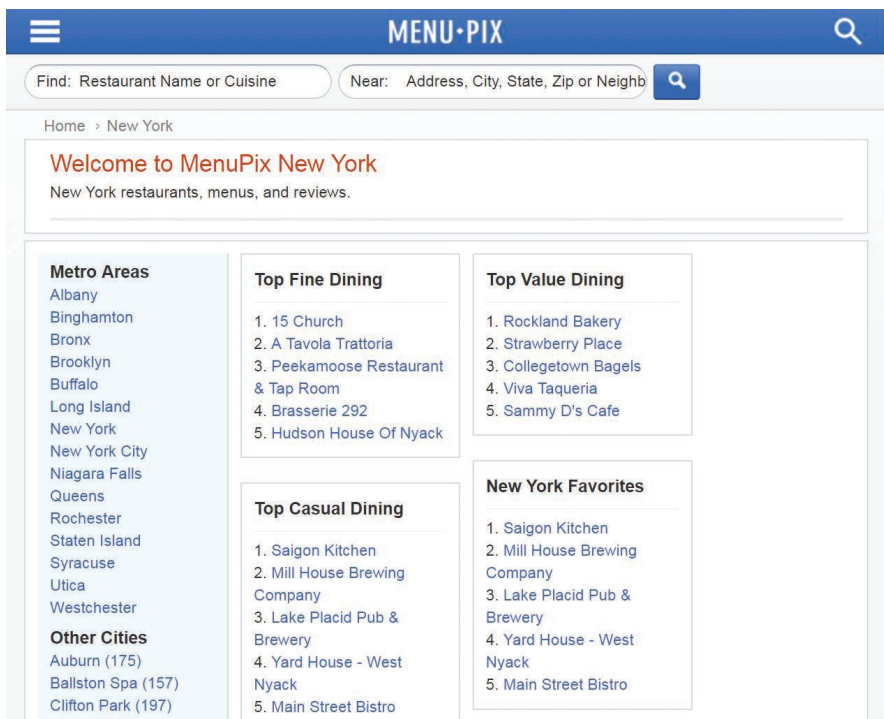 MENU•PIX
Find: Restaurant Name or Cuisine
Near: Address, City, State, Zip or Neighb
Home › New York
Welcome to MenuPix New York
New York restaurants, menus, and reviews.
Metro Areas
Albany
Binghamton
Bronx
Brooklyn
Buffalo
Long Island
New York
New York City
Niagara Falls
Queens
Rochester
Staten Island
Syracuse
Utica
Westchester
Other Cities
Auburn (175)
Ballston Spa (157)
Clifton Park (197)
Top Fine Dining
1. 15 Church
2. A Tavola Trattoria
3. Peekamoose Restaurant
& Tap Room
4. Brasserie 292
5. Hudson House Of Nyack
Top Casual Dining
1. Saigon Kitchen
2. Mill House Brewing
Company
3. Lake Placid Pub &
Brewery
4. Yard House - West
Nyack
5. Main Street Bistro
Top Value Dining
1. Rockland Bakery
2. Strawberry Place
3. Collegetown Bagels
4. Viva Taqueria
5. Sammy D's Cafe
New York Favorites
1. Saigon Kitchen
2. Mill House Brewing
Company
3. Lake Placid Pub &
Brewery
4. Yard House - West
Nyack
5. Main Street Bistro